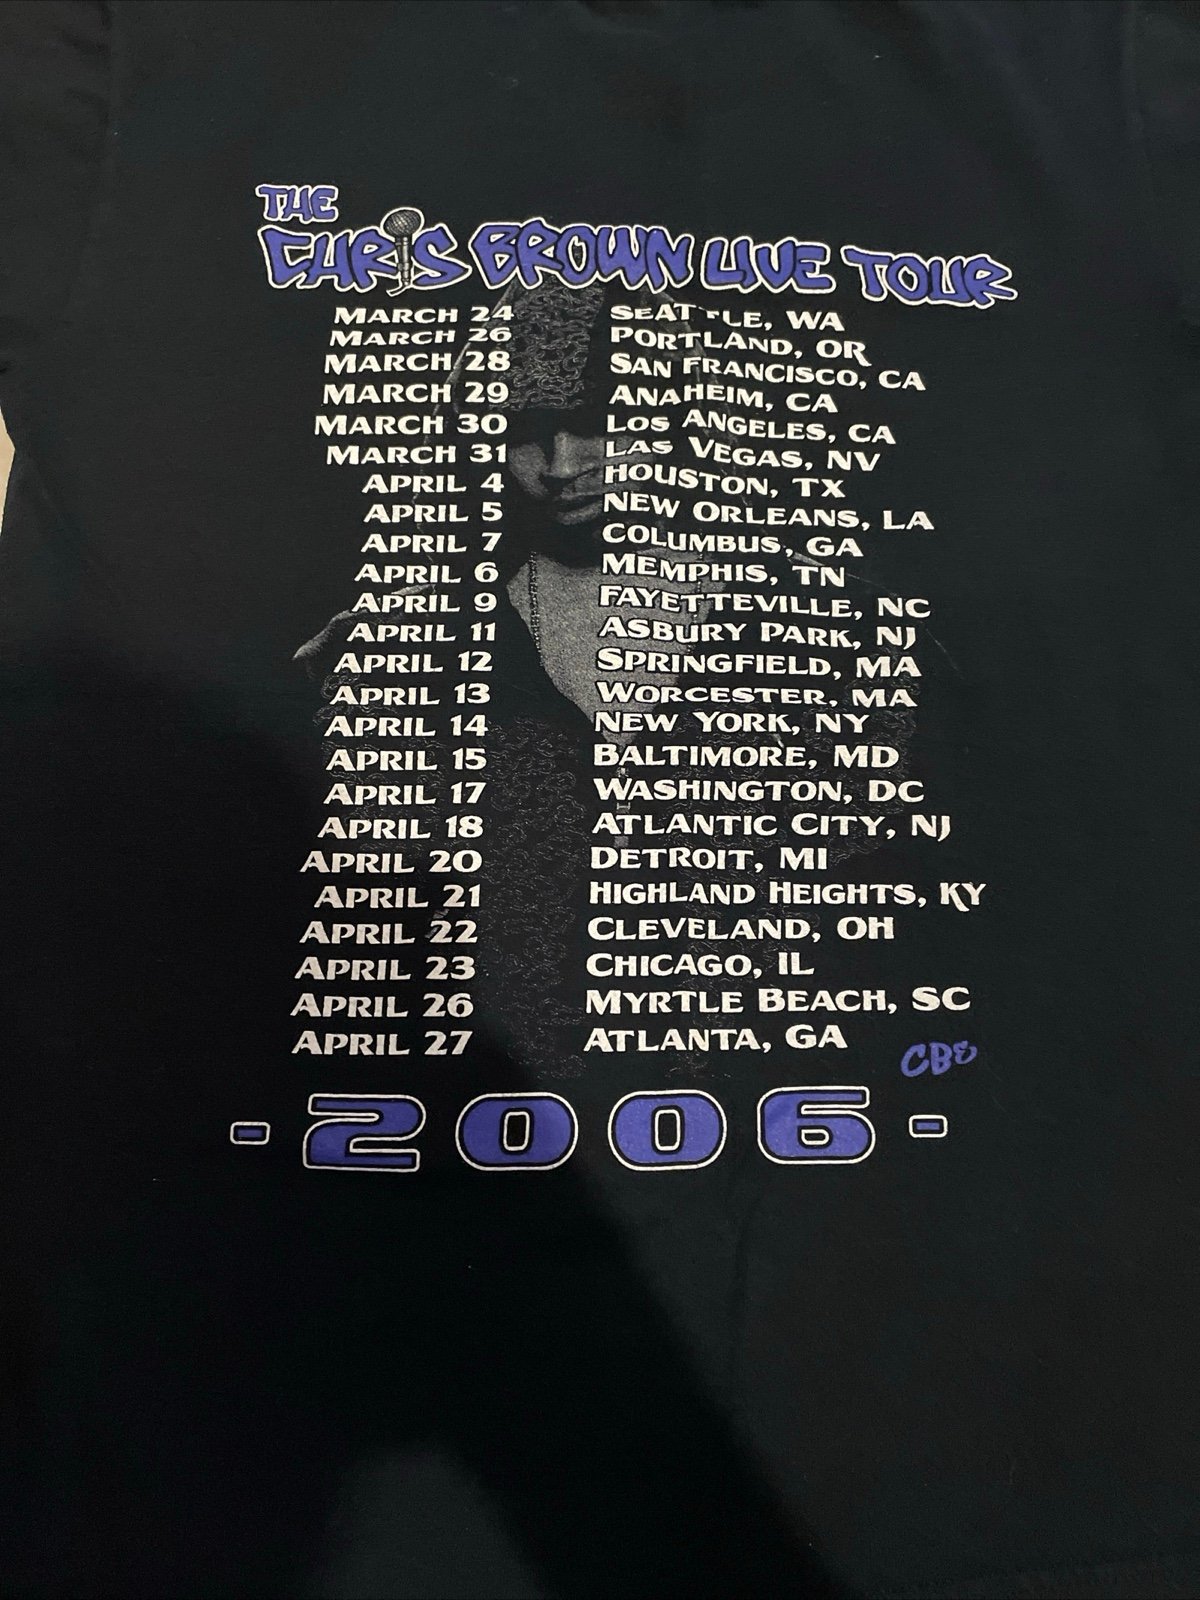 THE
CHRIS BROWN LIVE TOUR
MARCH 24 SEATTLE, WA
MARCH 26 PORTLAND, OR
MARCH 28 SAN FRANCISCO, CA
MARCH 29 ANAHEIM, CA
MARCH 30 LOS ANGELES, CA
MARCH 31 LAS VEGAS, NV
APRIL 4 HOUSTON, TX
APRIL 5 NEW ORLEANS, LA
APRIL 7 COLUMBUS, GA
APRIL 6 MEMPHIS, TN
APRIL 9 FAYETTEVILLE, NC
APRIL 11 ASBURY PARK, NJ
APRIL 12 SPRINGFIELD, MA
APRIL 13 WORCESTER, MA
APRIL 14 NEW YORK, NY
APRIL 15 BALTIMORE, MD
APRIL 17 WASHINGTON, DC
APRIL 18 ATLANTIC CITY, NJ
APRIL 20 DETROIT, MI
APRIL 21 HIGHLAND HEIGHTS, KY
APRIL 22 CLEVELAND, OH
APRIL 23 CHICAGO, IL
APRIL 26 MYRTLE BEACH, SC
APRIL 27 ATLANTA, GA
CBE
-2006-